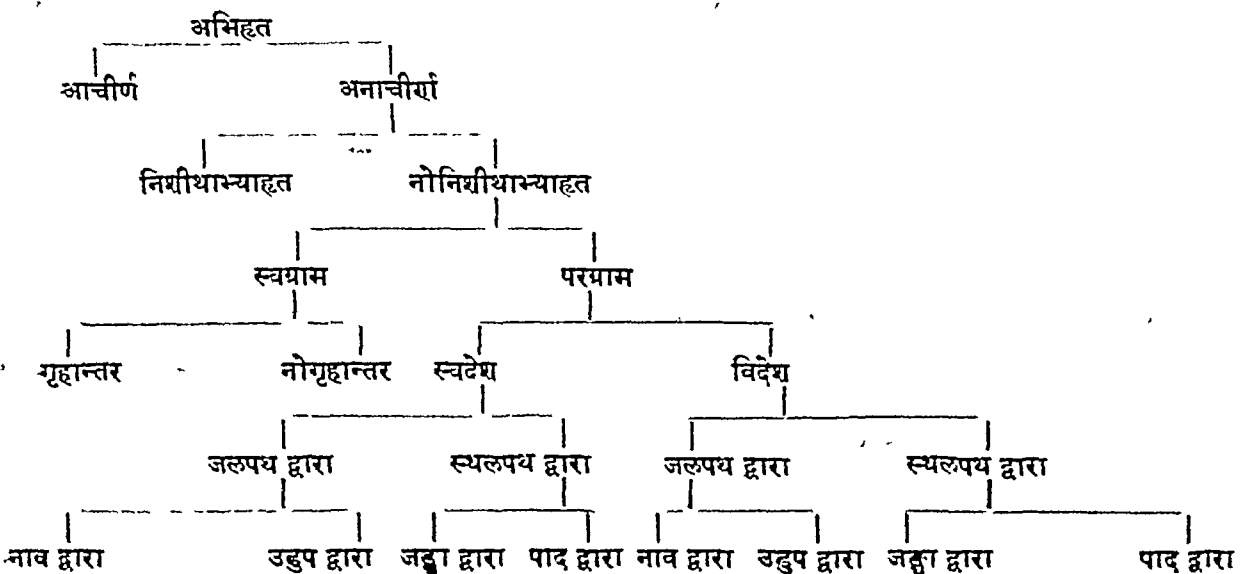 अभिहृत
आचीर्ण अनाचीर्ण
निशीथाभ्याहृत नोनिशीथाभ्याहृत
स्वग्राम परग्राम
गृहान्तर नोगृहान्तर स्वदेश विदेश
जलपथ द्वारा स्थलपथ द्वारा जलपथ द्वारा स्थलपथ द्वारा
नाव द्वारा उडुप द्वारा जङ्घा द्वारा पाद द्वारा नाव द्वारा उडुप द्वारा जङ्घा द्वारा पाद द्वारा